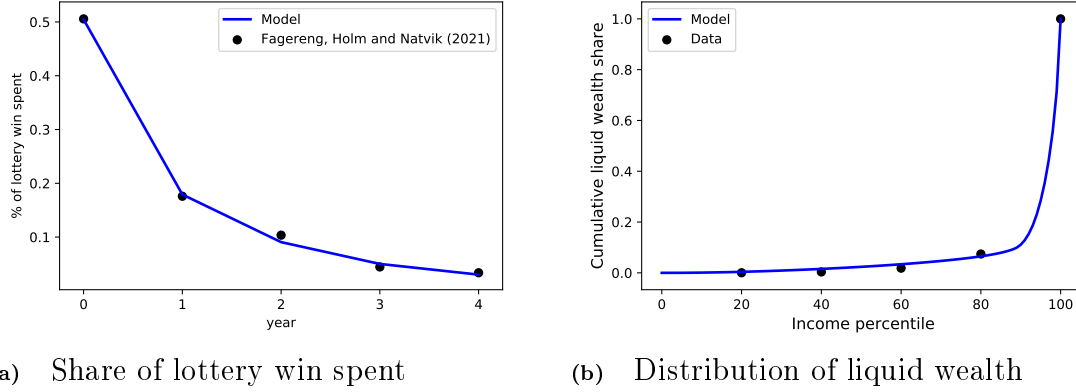 0.5
0.4
0.3
0.2
0.1
% of lottery win spent
Model
Fagereng, Holm and Natvik (2021)
0 1 2 3 4
year
a) Share of lottery win spent
1.0
0.8
0.6
0.4
0.2
0.0
Cumulative liquid wealth share
Model
Data
0 20 40 60 80 100
Income percentile
(b) Distribution of liquid wealth